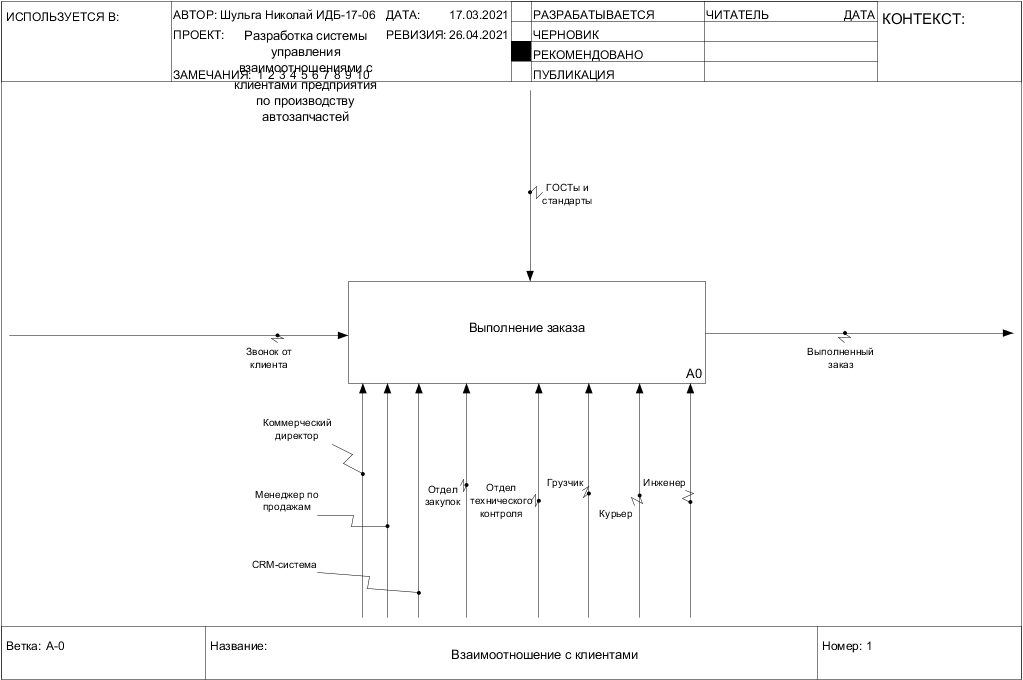 ИСПОЛЬЗУЕТСЯ В:
АВТОР: Шульга Николай ИДБ-17-06
ДАТА: 17.03.2021
ПРОЕКТ:
Разработка системы
управления
взаимоотношениями с
клиентами предприятия
по производству
автозапчастей
РЕВИЗИЯ: 26.04.2021
ЗАМЕЧАНИЯ: 1 2 3 4 5 6 7 8 9 10
РАЗРАБАТЫВАЕТСЯ
ЧЕРНОВИК
РЕКОМЕНДОВАНО
ПУБЛИКАЦИЯ
ЧИТАТЕЛЬ ДАТА
КОНТЕКСТ:
ГОСТы и
стандарты
Выполнение заказа
A0
Звонок от
клиента
Выполненный
заказ
Коммерческий
директор
Менеджер по
продажам
CRM-система
Отдел
закупок
Отдел
технического
контроля
Грузчик
Курьер
Инженер
Ветка: A-0
Название:
Взаимоотношение с клиентами
Номер: 1